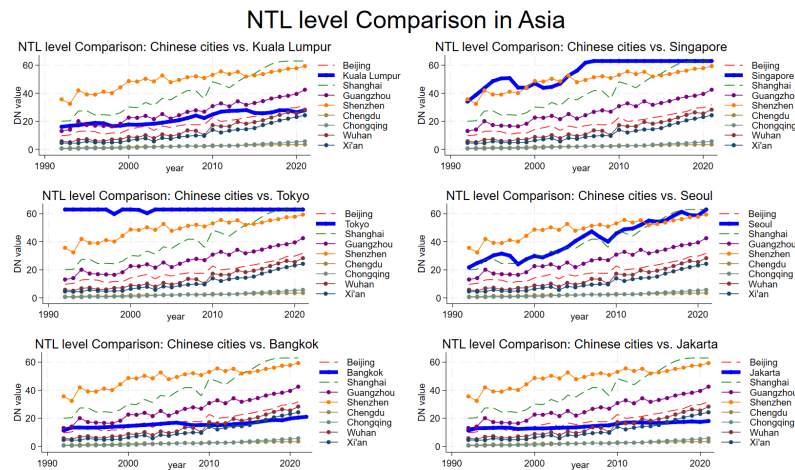 NTL level Comparison in Asia
NTL level Comparison: Chinese cities vs. Kuala Lumpur
DN value
60
40
20
0
1990
2000
2010
2020
year
Beijing
Kuala Lumpur
Shanghai
Guangzhou
Shenzhen
Chengdu
Chongqing
Wuhan
Xi'an
NTL level Comparison: Chinese cities vs. Singapore
DN value
60
40
20
0
1990
2000
2010
2020
year
Beijing
Singapore
Shanghai
Guangzhou
Shenzhen
Chengdu
Chongqing
Wuhan
Xi'an
NTL level Comparison: Chinese cities vs. Tokyo
DN value
60
40
20
0
1990
2000
2010
2020
year
Beijing
Tokyo
Shanghai
Guangzhou
Shenzhen
Chengdu
Chongqing
Wuhan
Xi'an
NTL level Comparison: Chinese cities vs. Seoul
DN value
60
40
20
0
1990
2000
2010
2020
year
Beijing
Seoul
Shanghai
Guangzhou
Shenzhen
Chengdu
Chongqing
Wuhan
Xi'an
NTL level Comparison: Chinese cities vs. Bangkok
DN value
60
40
20
0
1990
2000
2010
2020
year
Beijing
Bangkok
Shanghai
Guangzhou
Shenzhen
Chengdu
Chongqing
Wuhan
Xi'an
NTL level Comparison: Chinese cities vs. Jakarta
DN value
60
40
20
0
1990
2000
2010
2020
year
Beijing
Jakarta
Shanghai
Guangzhou
Shenzhen
Chengdu
Chongqing
Wuhan
Xi'an